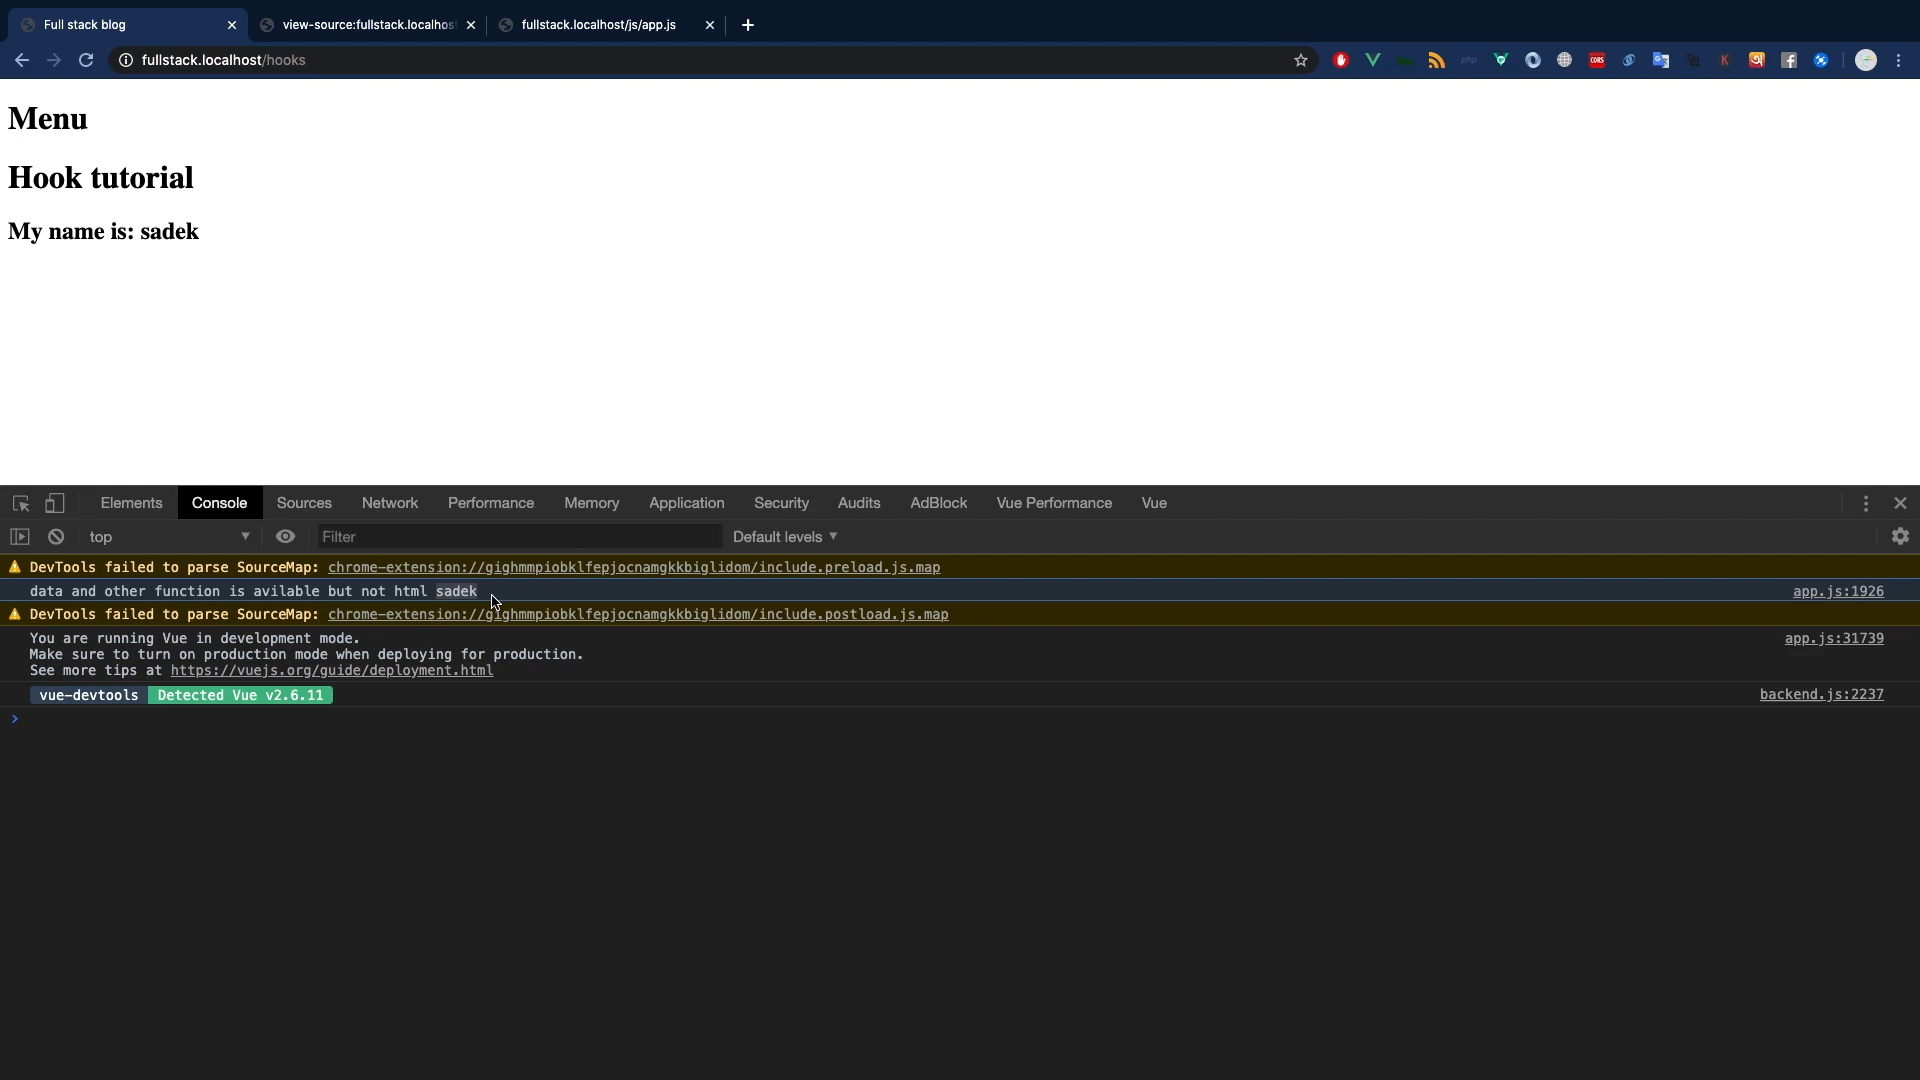 Full stack blog
view-source:fullstack.localhos
fullstack.localhost/js/app.js
fullstack.localhost/hooks
php
CORS
K
Menu
Hook tutorial
My name is: sadek
Elements Console Sources Network Performance Memory Application Security Audits AdBlock Vue Performance Vue
top Filter Default levels
DevTools failed to parse SourceMap: chrome-extension://gighmmpiobklfepjocnamgkkbiglidom/include.preload.js.map
data and other function is avilable but not html sadek app.js:1926
DevTools failed to parse SourceMap: chrome-extension://gighmmpiobklfepjocnamgkkbiglidom/include.postload.js.map
You are running Vue in development mode. app.js:31739
Make sure to turn on production mode when deploying for production.
See more tips at https://vuejs.org/guide/deployment.html
vue-devtools Detected Vue v2.6.11 backend.js:2237